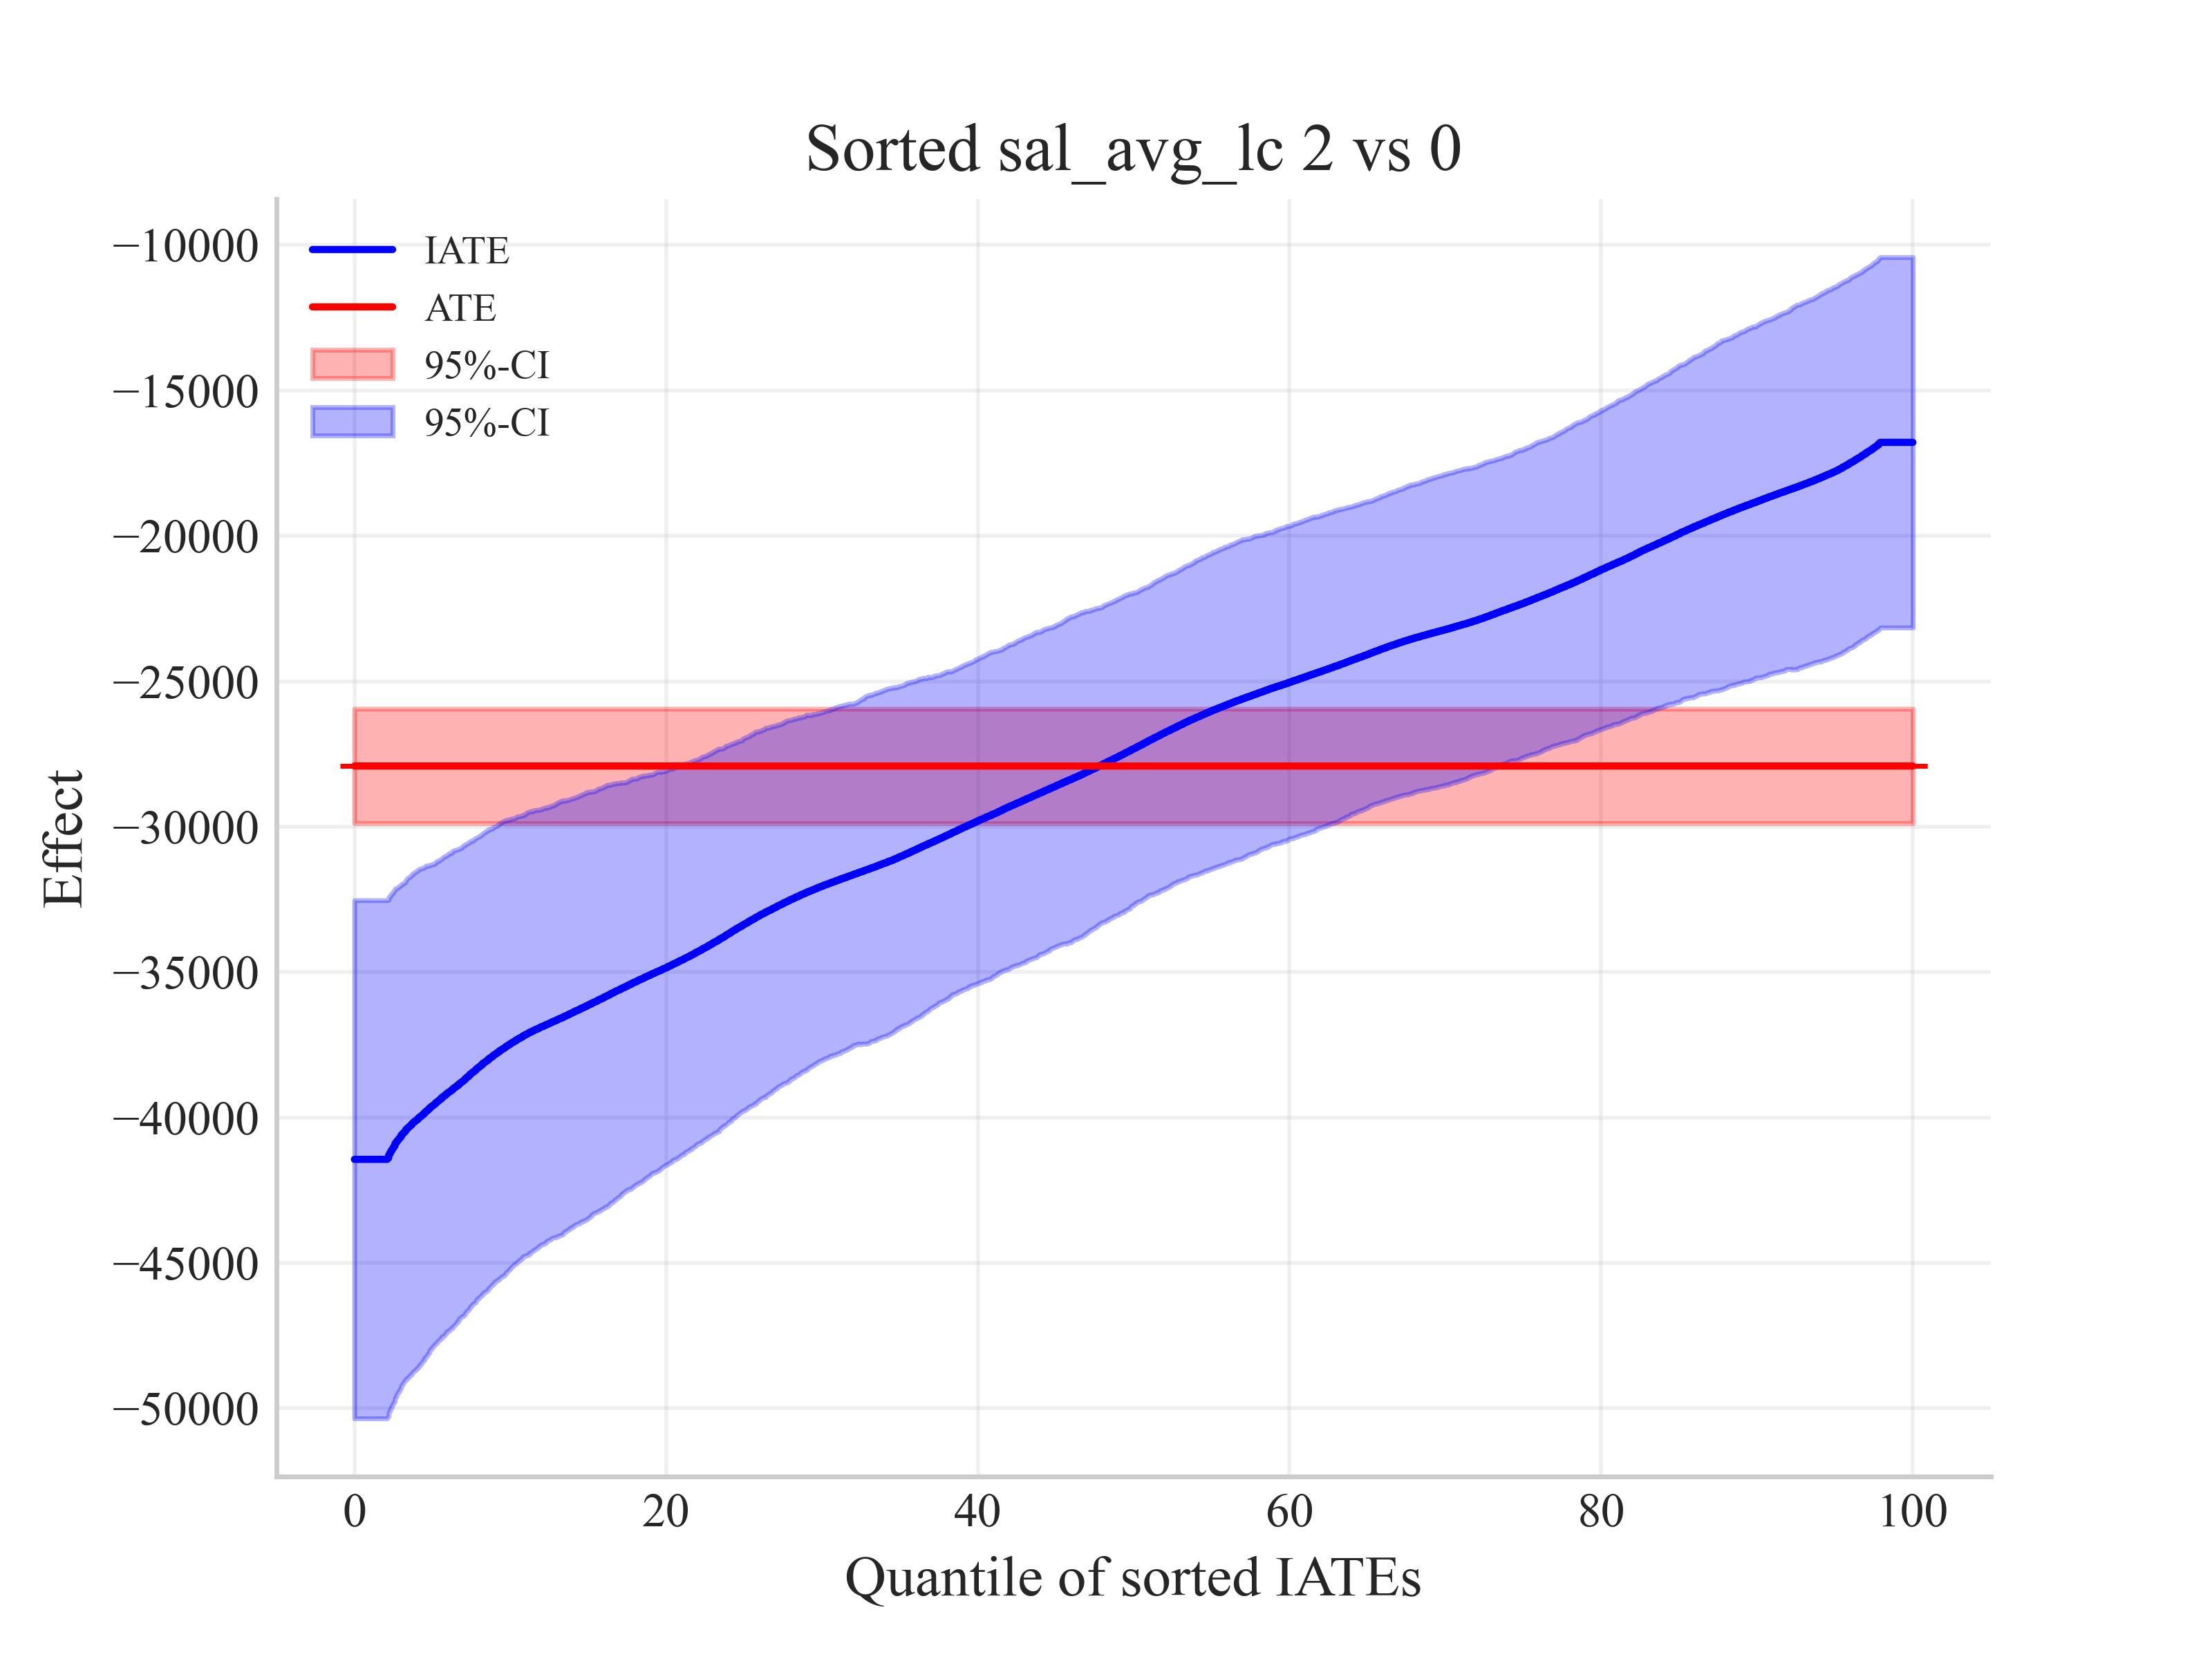 Sorted sal_avg_lc 2 vs 0
IATE
ATE
95%-CI
95%-CI
Effect
−10000
−15000
−20000
−25000
−30000
−35000
−40000
−45000
−50000
0 20 40 60 80 100
Quantile of sorted IATEs